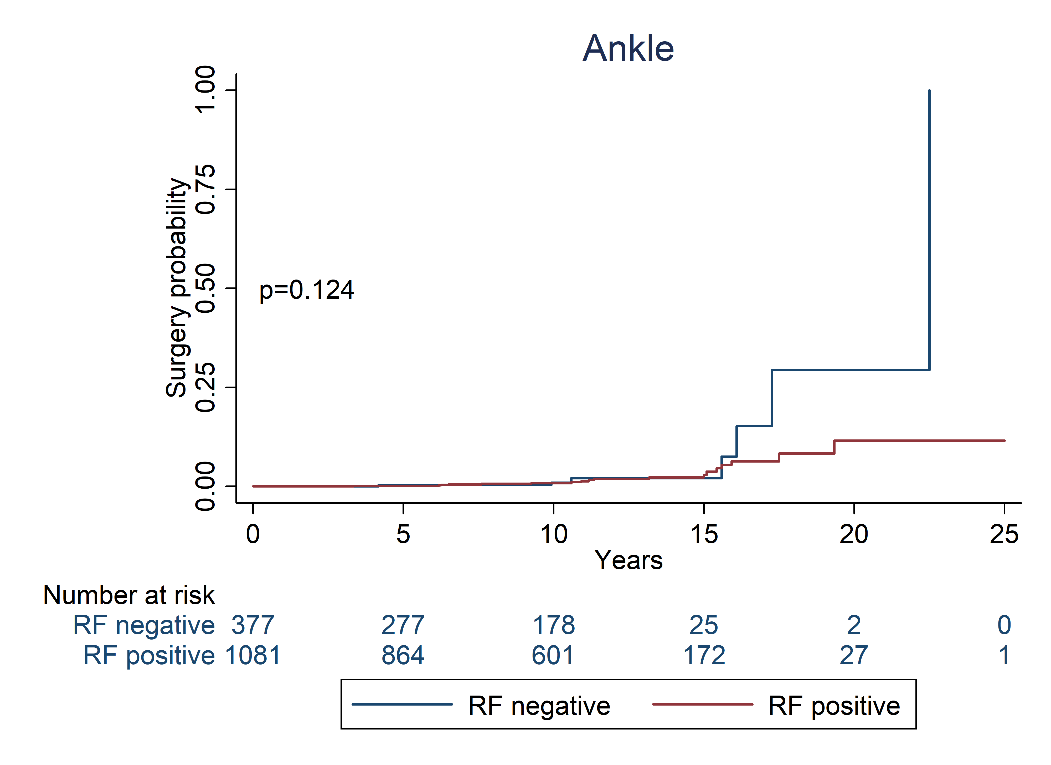 Ankle
Surgery probability
1.00
0.75
0.50
0.25
0.00
p=0.124
0 5 10 15 20 25
Years
Number at risk
RF negative 377 277 178 25 2 0
RF positive 1081 864 601 172 27 1
RF negative RF positive